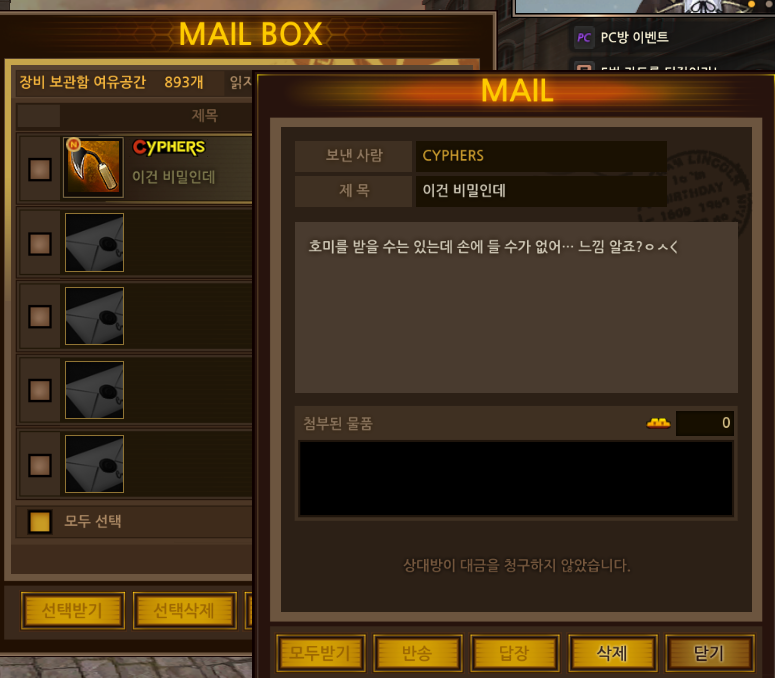 MAIL BOX
PC PC방 이벤트
장비 보관함 여유공간 893개
제목
N
CYPHERS
이건 비밀인데
모두 선택
선택받기
선택삭제
MAIL
보낸 사람 CYPHERS
제 목 이건 비밀인데
LINCOLN
BIRTHDAY
호미를 받을 수는 있는데 손에 들 수가 없어… 느낌 알죠?ㅇㅅ<
첨부된 물품 0
상대방이 대금을 청구하지 않았습니다.
모두받기 반송 답장 삭제 닫기